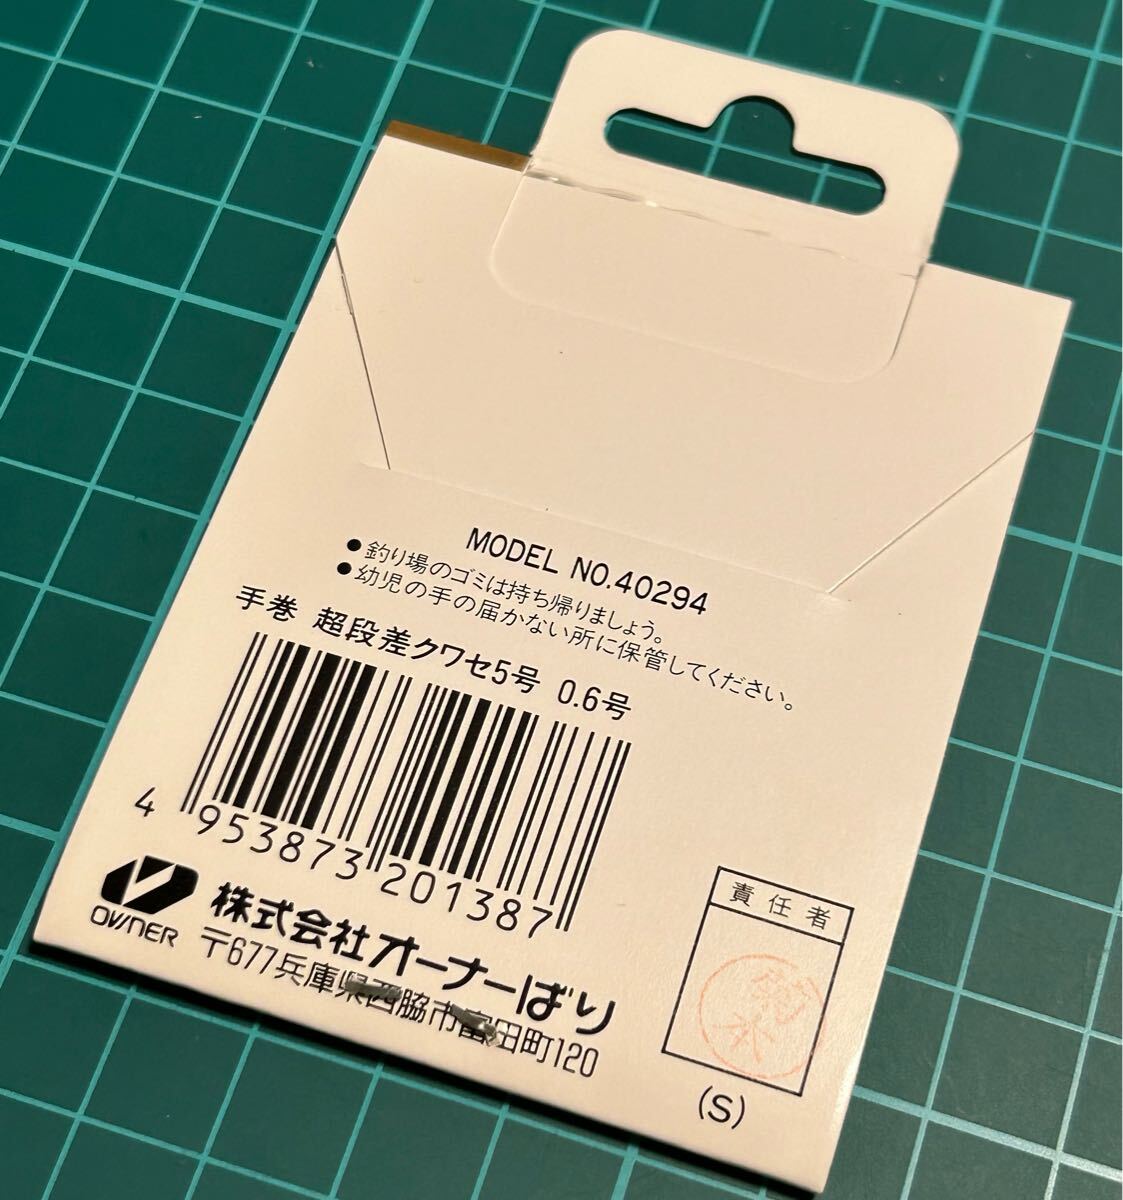 MODEL NO.40294
●釣り場のゴミは持ち帰りましょう。
●幼児の手の届かない所に保管してください。
手巻 超段差クワセ5号 0.6号
4 953873 201387
OWNER
株式会社オーナーばり
〒677兵庫県西脇市富田町120
責任者
(S)